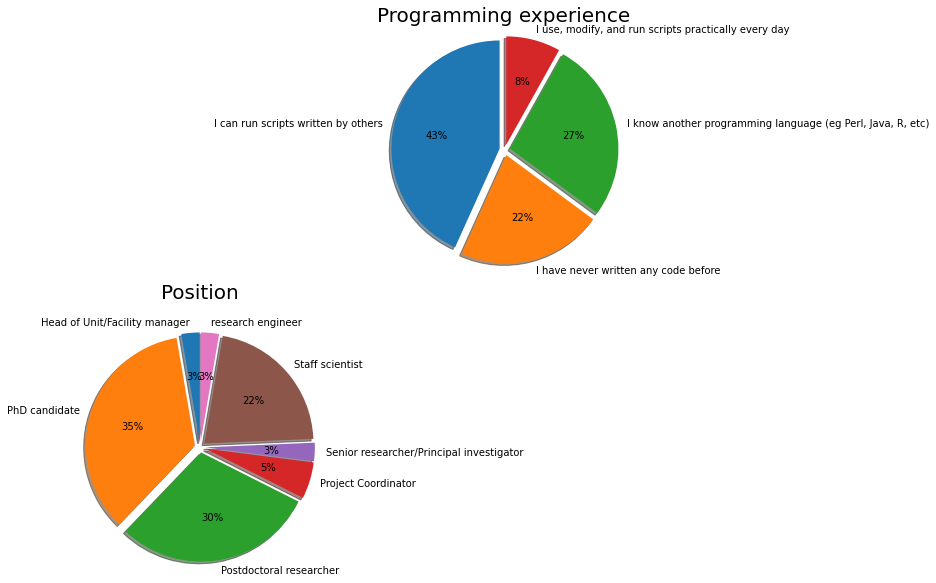 Programming experience
I use, modify, and run scripts practically every day
8%
I can run scripts written by others
43%
27%
I know another programming language (eg Perl, Java, R, etc)
22%
I have never written any code before
Position
Head of Unit/Facility manager
research engineer
3%
3%
Staff scientist
22%
PhD candidate
35%
3%
Senior researcher/Principal investigator
5%
Project Coordinator
30%
Postdoctoral researcher